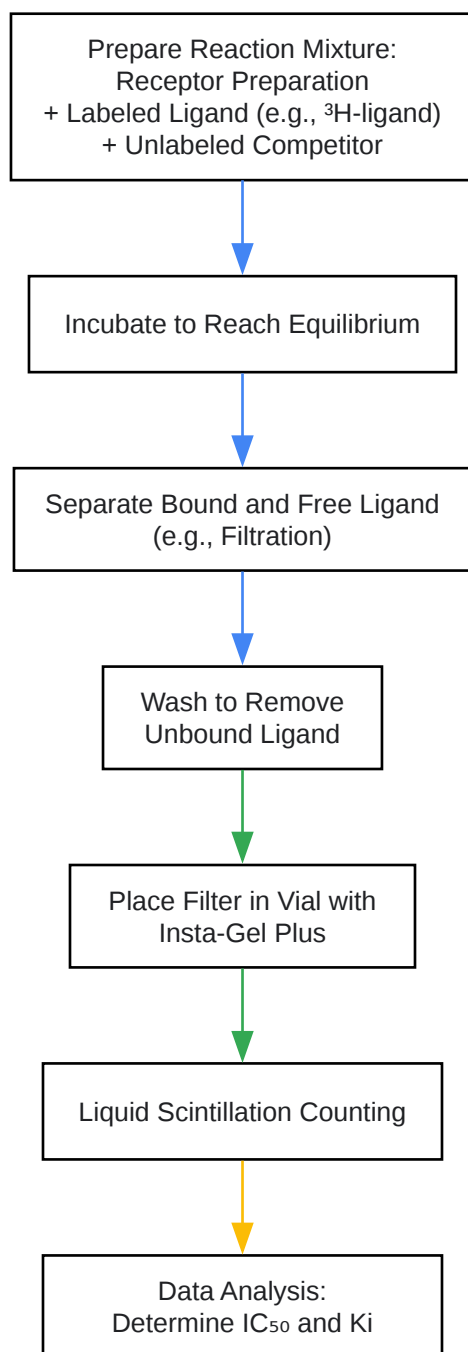 Prepare Reaction Mixture:
Receptor Preparation
+ Labeled Ligand (e.g., ³H-ligand)
+ Unlabeled Competitor
Incubate to Reach Equilibrium
Separate Bound and Free Ligand
(e.g., Filtration)
Wash to Remove
Unbound Ligand
Place Filter in Vial with
Insta-Gel Plus
Liquid Scintillation Counting
Data Analysis:
Determine IC₅₀ and Ki